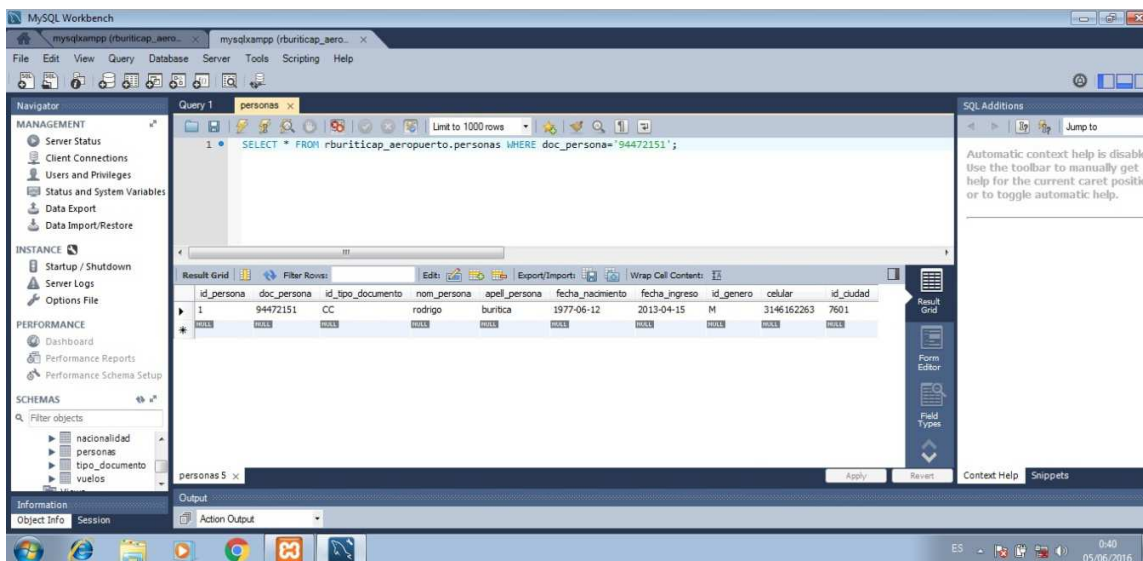 MySQL Workbench
mysqlxampp (rburiticap_aero... ×
mysqlxampp (rburiticap_aero... ×
File Edit View Query Database Server Tools Scripting Help
Navigator
MANAGEMENT
Server Status
Client Connections
Users and Privileges
Status and System Variables
Data Export
Data Import/Restore
INSTANCE
Startup / Shutdown
Server Logs
Options File
PERFORMANCE
Dashboard
Performance Reports
Performance Schema Setup
SCHEMAS
Filter objects
nacionalidad
personas
tipo_documento
vuelos
Information
Object Info Session
Query 1 personas ×
Limit to 1000 rows
1 SELECT * FROM rburiticap_aeropuerto.personas WHERE doc_persona='94472151';
Result Grid Filter Rows: Edit: Export/Import: Wrap Cell Content:
id_persona doc_persona id_tipo_documento nom_persona apell_persona fecha_nacimiento fecha_ingreso id_genero celular id_ciudad
1 94472151 CC rodrigo buritica 1977-06-12 2013-04-15 M 3146162263 7601
NULL NULL NULL NULL NULL NULL NULL NULL NULL NULL
Result Grid
Form Editor
Field Types
personas 5 ×
Apply Revert
Output
Action Output
SQL Additions
Jump to
Automatic context help is disabl
Use the toolbar to manually get
help for the current caret positi
or to toggle automatic help.
Context Help Snippets
ES
0:40
05/06/2016